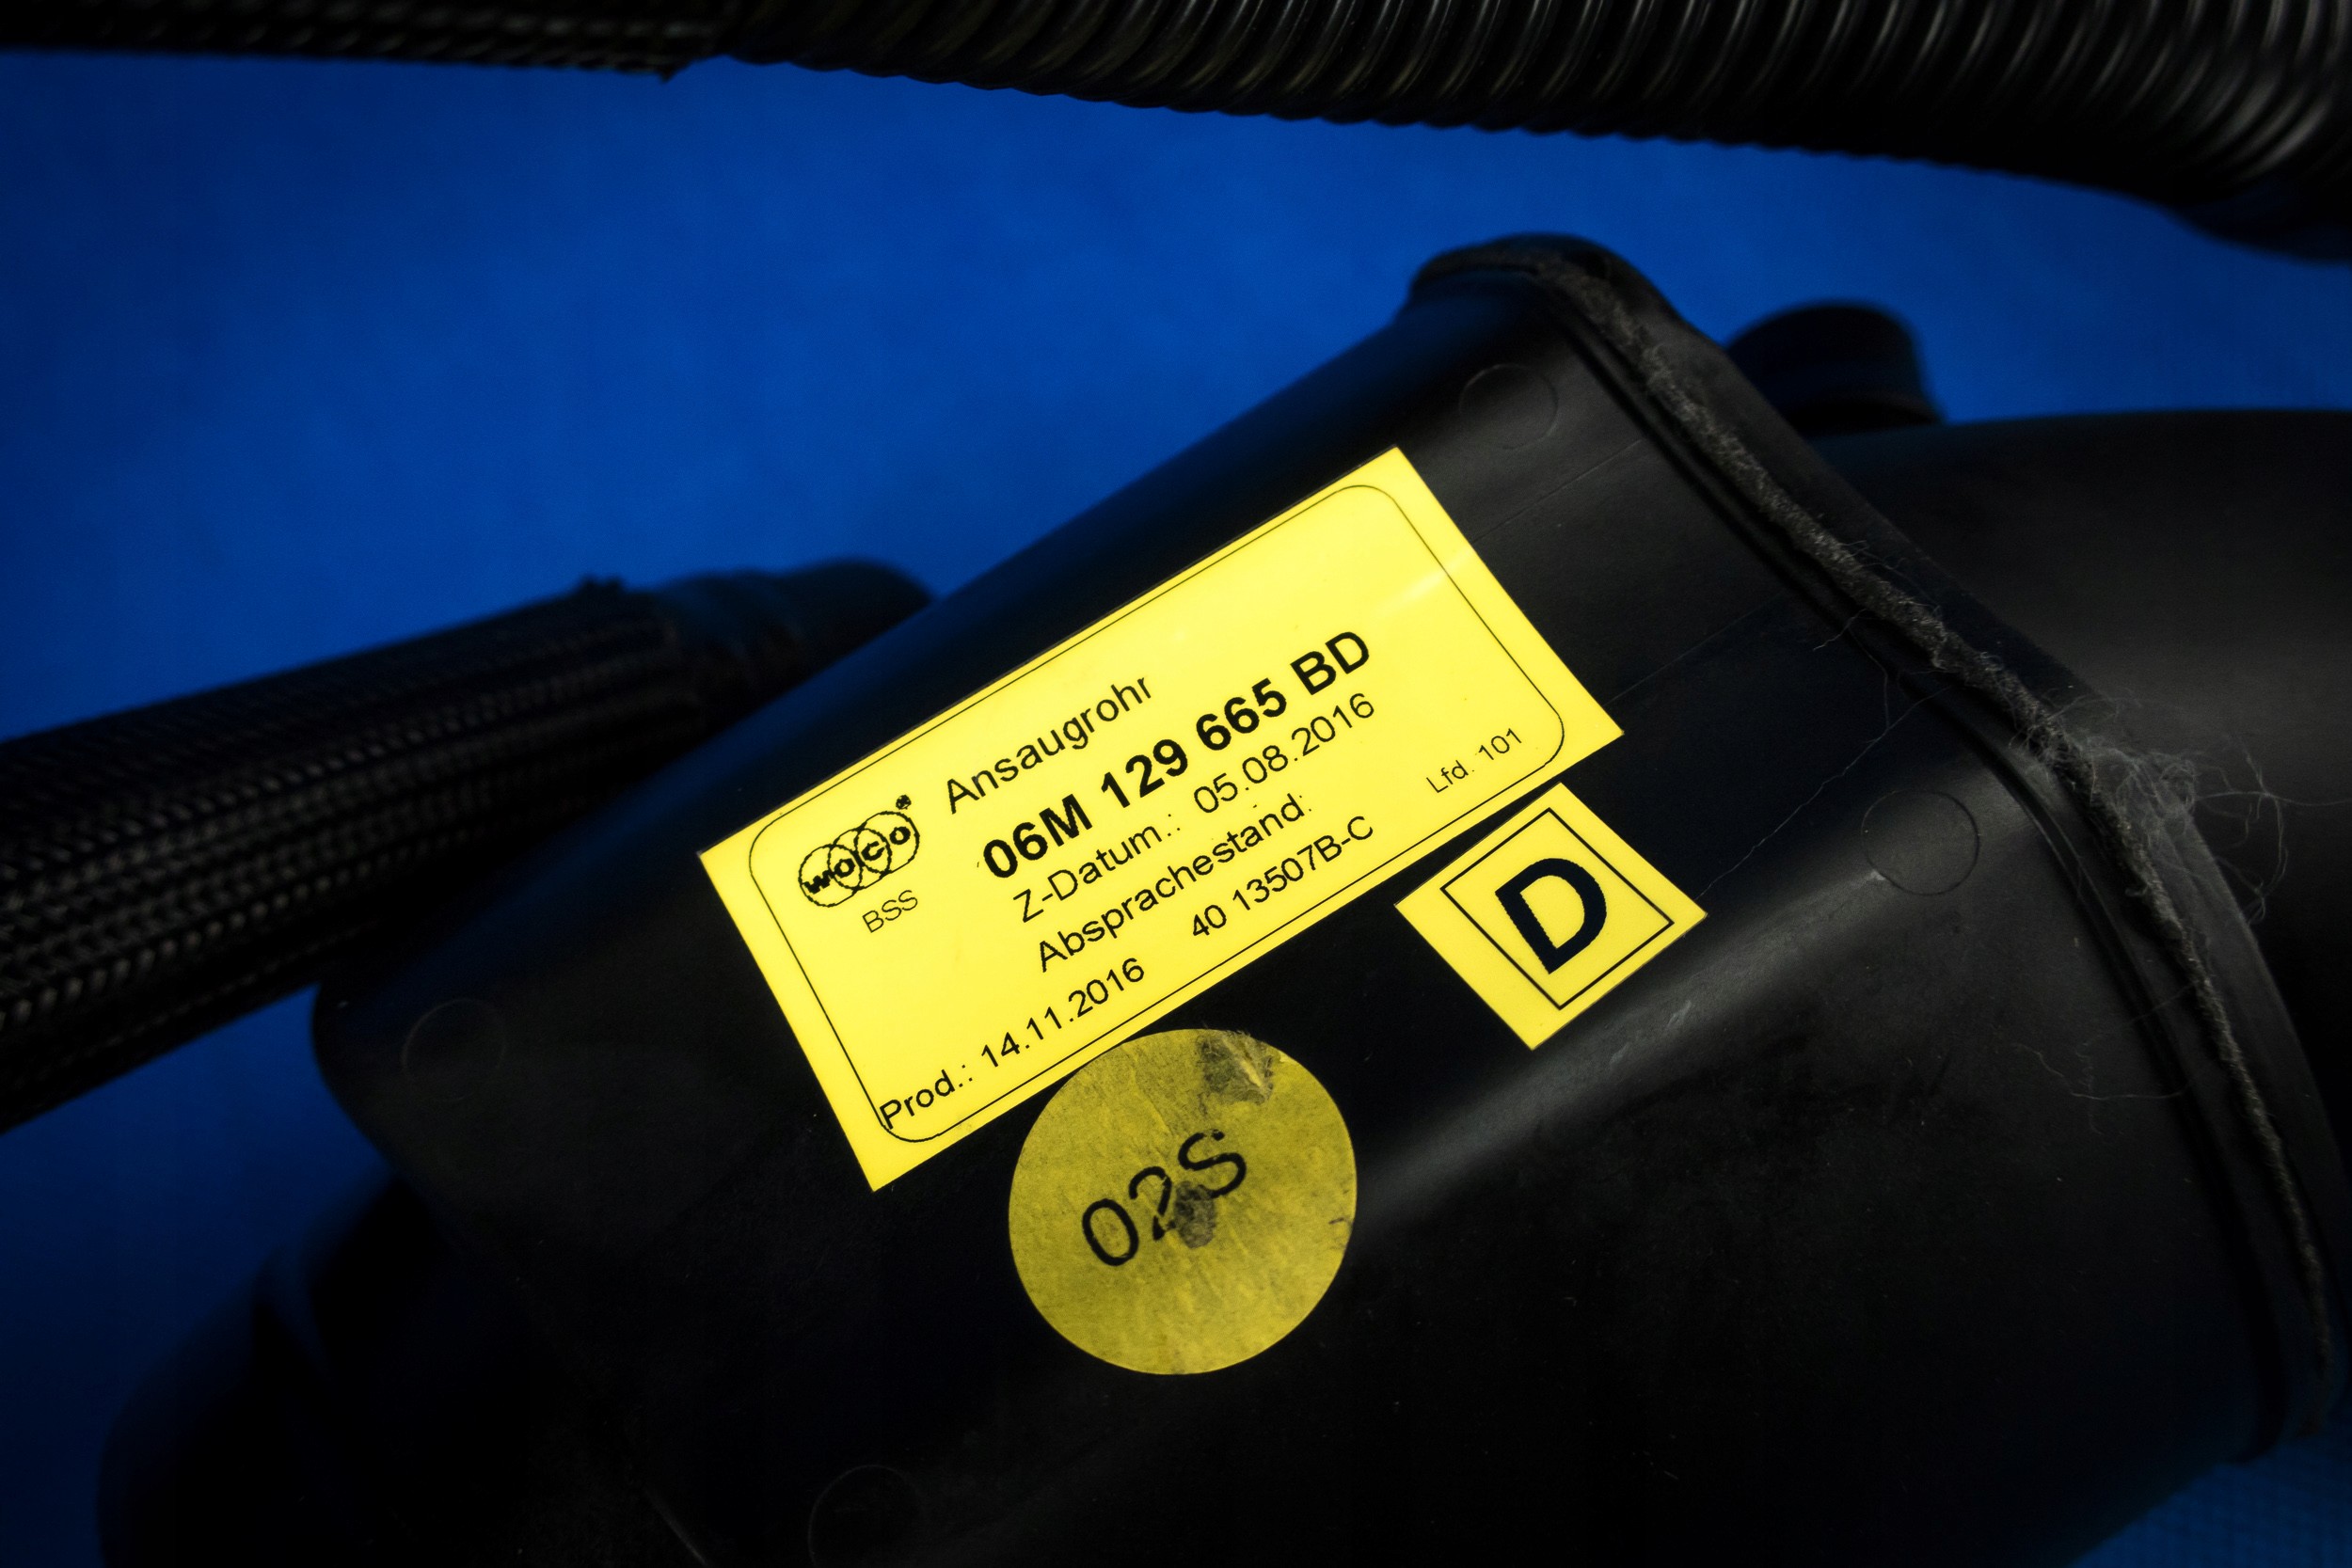 Ansaugrohr
woco®
BSS
06M 129 665 BD
Z-Datum.: 05.08.2016
Absprachestand:
Prod.: 14.11.2016 40 13507B-C
Lfd. 101
D
02S